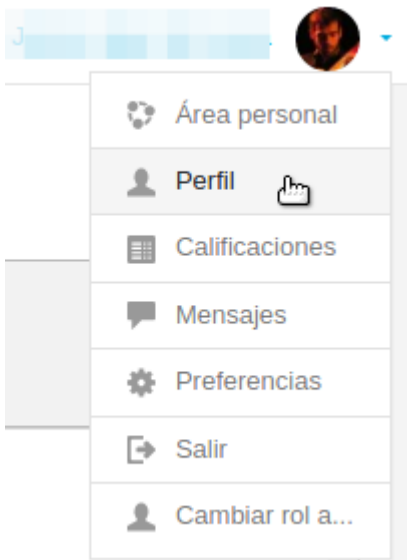 J
Área personal
Perfil
Calificaciones
Mensajes
Preferencias
Salir
Cambiar rol a...